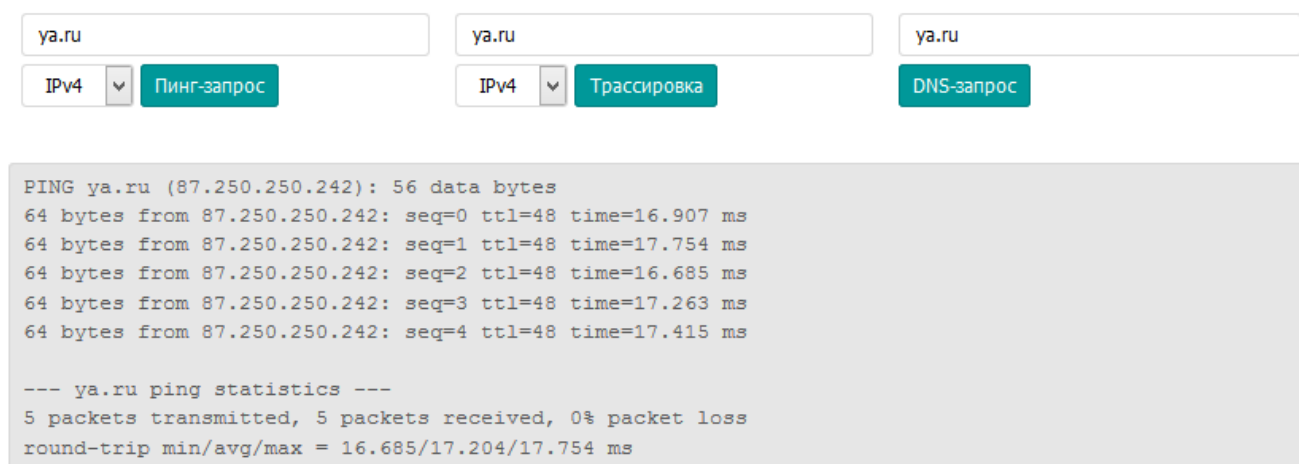 ya.ru ya.ru ya.ru
IPv4 Пинг-запрос IPv4 Трассировка DNS-запрос
PING ya.ru (87.250.250.242): 56 data bytes
64 bytes from 87.250.250.242: seq=0 ttl=48 time=16.907 ms
64 bytes from 87.250.250.242: seq=1 ttl=48 time=17.754 ms
64 bytes from 87.250.250.242: seq=2 ttl=48 time=16.685 ms
64 bytes from 87.250.250.242: seq=3 ttl=48 time=17.263 ms
64 bytes from 87.250.250.242: seq=4 ttl=48 time=17.415 ms
--- ya.ru ping statistics ---
5 packets transmitted, 5 packets received, 0% packet loss
round-trip min/avg/max = 16.685/17.204/17.754 ms